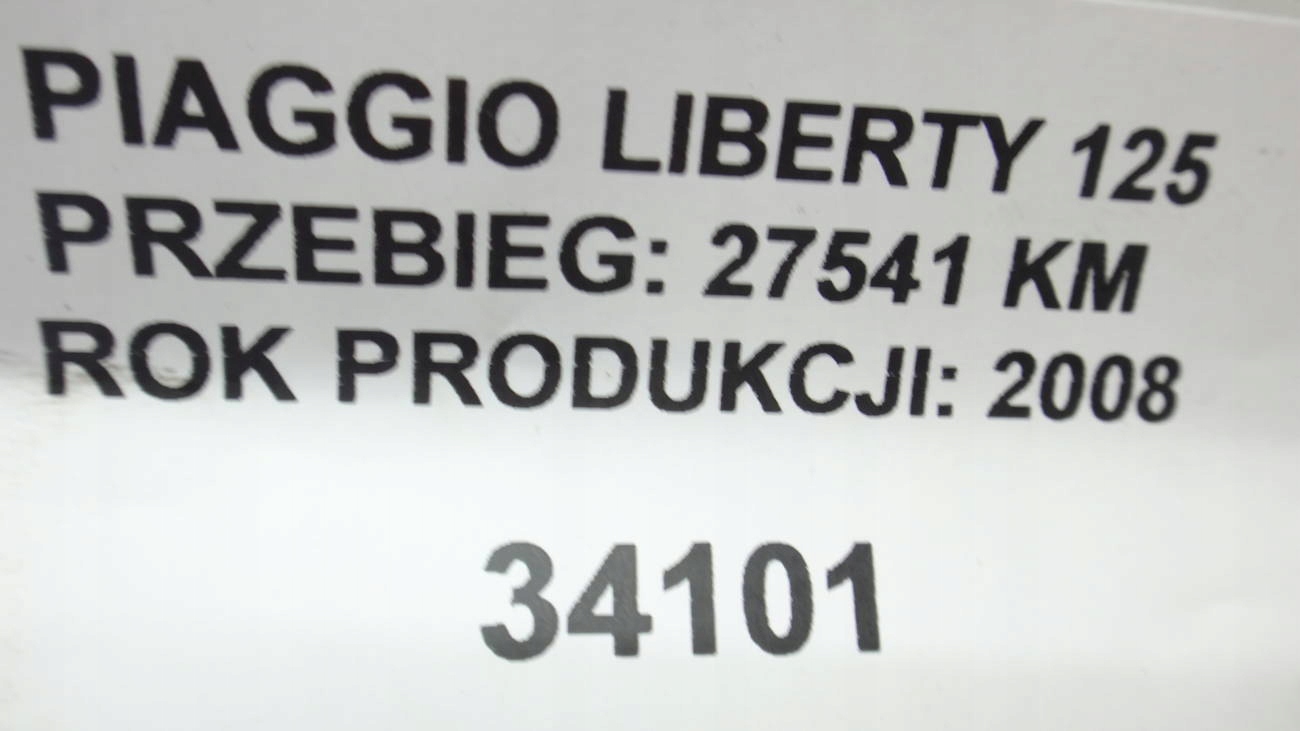 PIAGGIO LIBERTY 125
PRZEBIEG: 27541 KM
ROK PRODUKCJI: 2008
34101